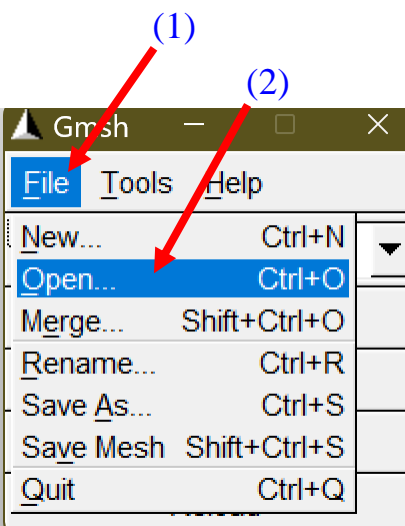 (1)
(2)
Gmsh
File Tools Help
New... Ctrl+N
Open... Ctrl+O
Merge... Shift+Ctrl+O
Rename... Ctrl+R
Save As... Ctrl+S
Save Mesh Shift+Ctrl+S
Quit Ctrl+Q